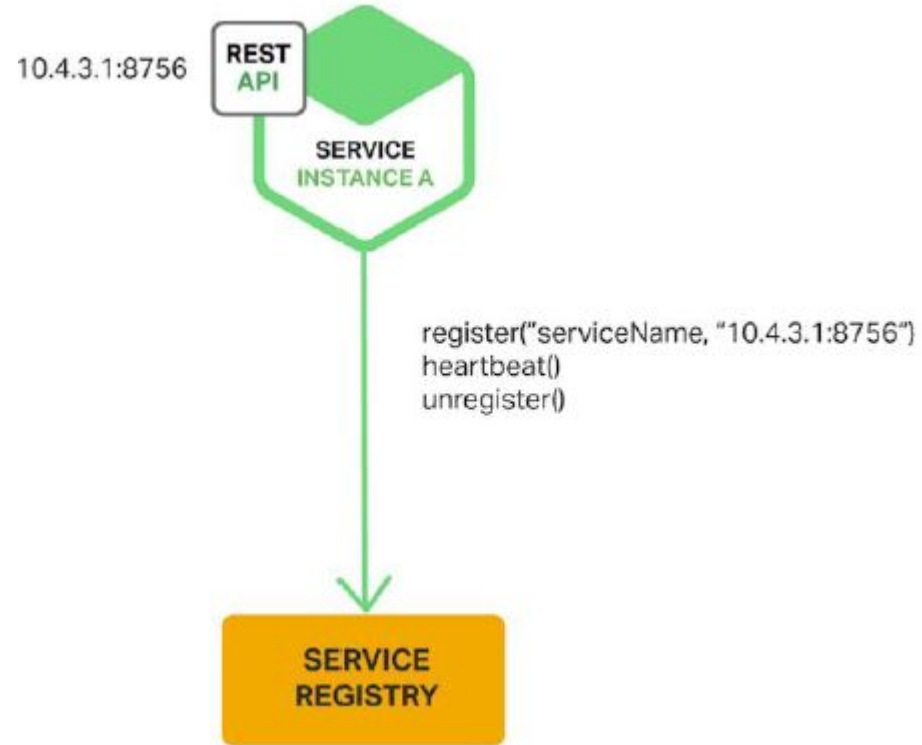 10.4.3.1:8756
REST
API
SERVICE
INSTANCE A
register("serviceName, "10.4.3.1:8756")
heartbeat()
unregister()
SERVICE
REGISTRY